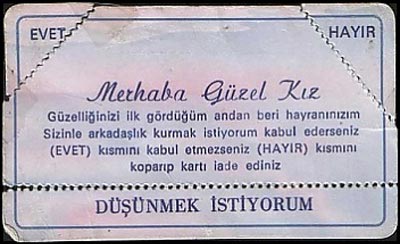 EVET HAYIR
Merhaba Güzel Kız
Güzelliğinizi ilk gördüğüm andan beri hayranınızım
Sizinle arkadaşlık kurmak istiyorum kabul ederseniz
(EVET) kısmını kabul etmezseniz (HAYIR) kısmını
koparıp kartı iade ediniz
DÜŞÜNMEK İSTİYORUM